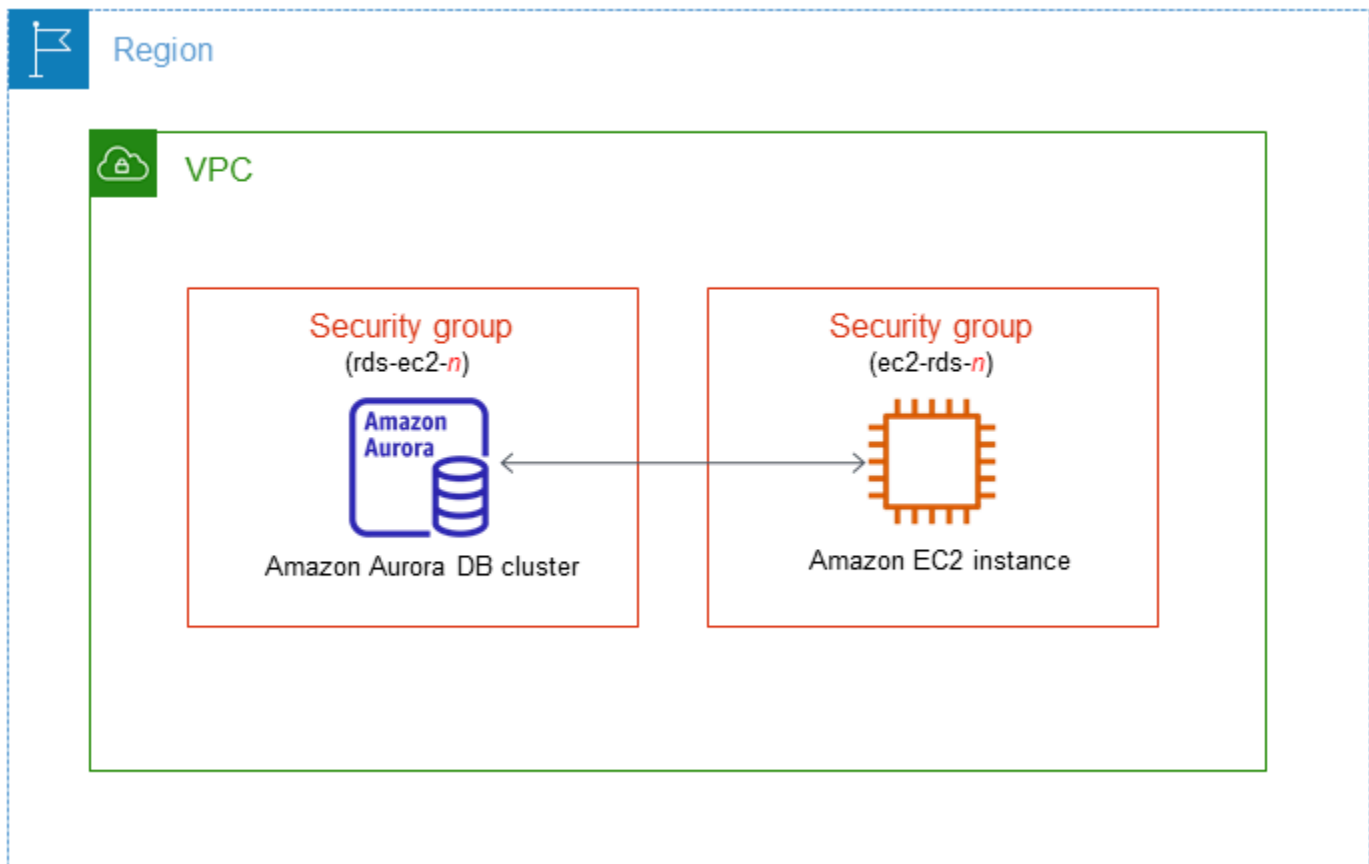 Region
VPC
Security group
(rds-ec2-n)
Amazon
Aurora
Amazon Aurora DB cluster
Security group
(ec2-rds-n)
Amazon EC2 instance